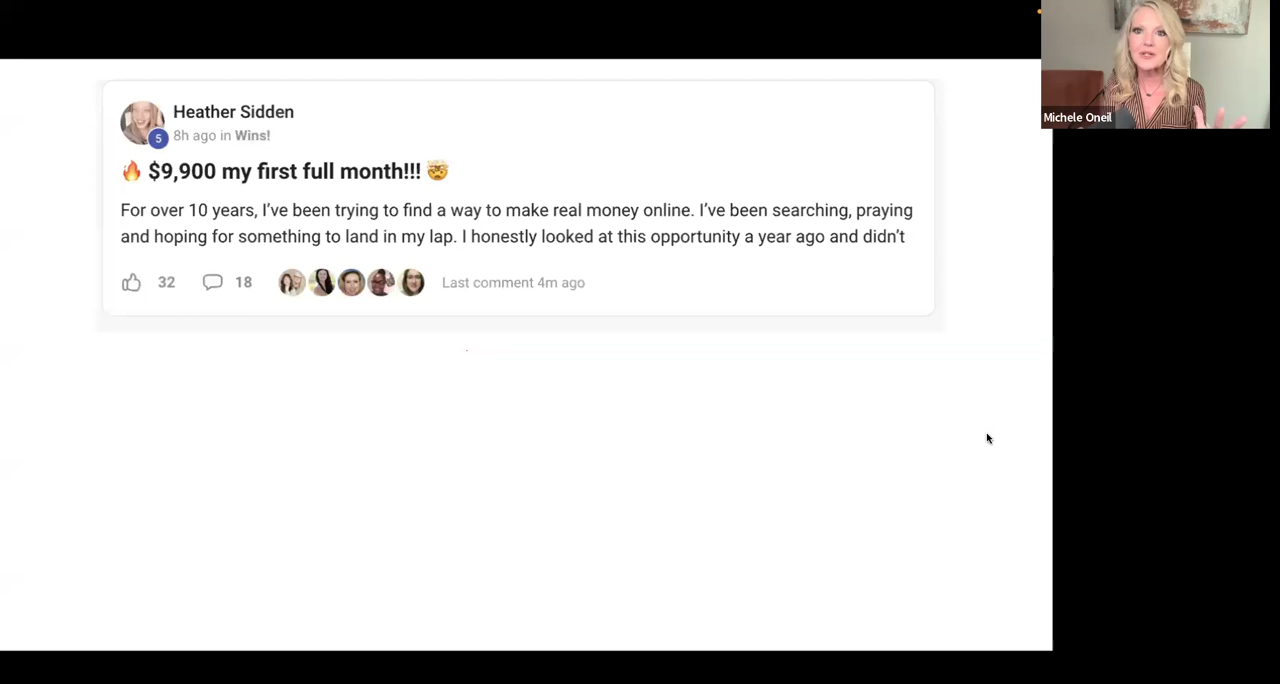 Heather Sidden
5
8h ago in Wins!
🔥 $9,900 my first full month!!! 🤯
For over 10 years, I’ve been trying to find a way to make real money online. I’ve been searching, praying
and hoping for something to land in my lap. I honestly looked at this opportunity a year ago and didn’t
32 18 Last comment 4m ago
Michele Oneil